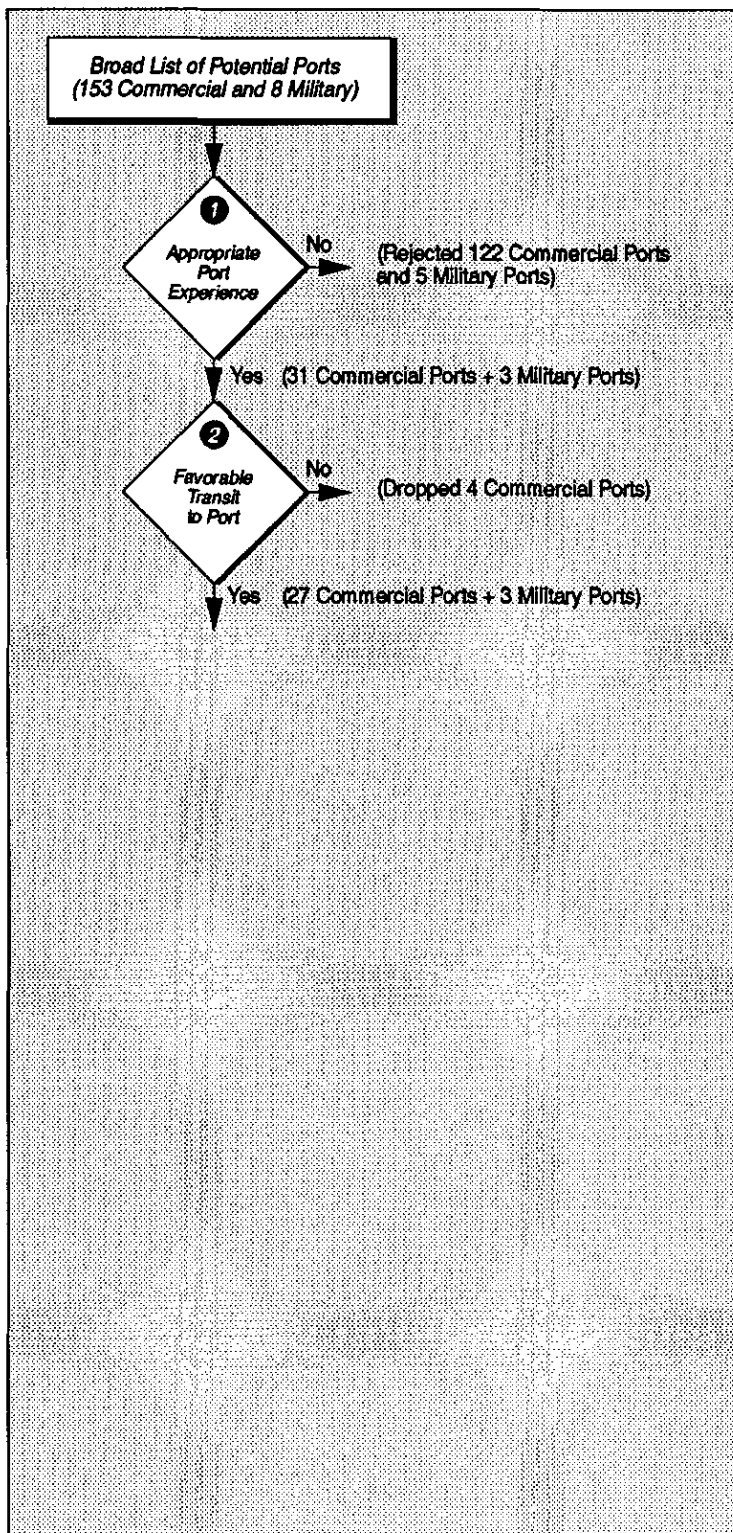 Broad List of Potential Ports
(153 Commercial and 8 Military)
1
Appropriate
Port
Experience
No
(Rejected 122 Commercial Ports
and 5 Military Ports)
Yes (31 Commercial Ports + 3 Military Ports)
2
Favorable
Transit
to Port
No
(Dropped 4 Commercial Ports)
Yes (27 Commercial Ports + 3 Military Ports)